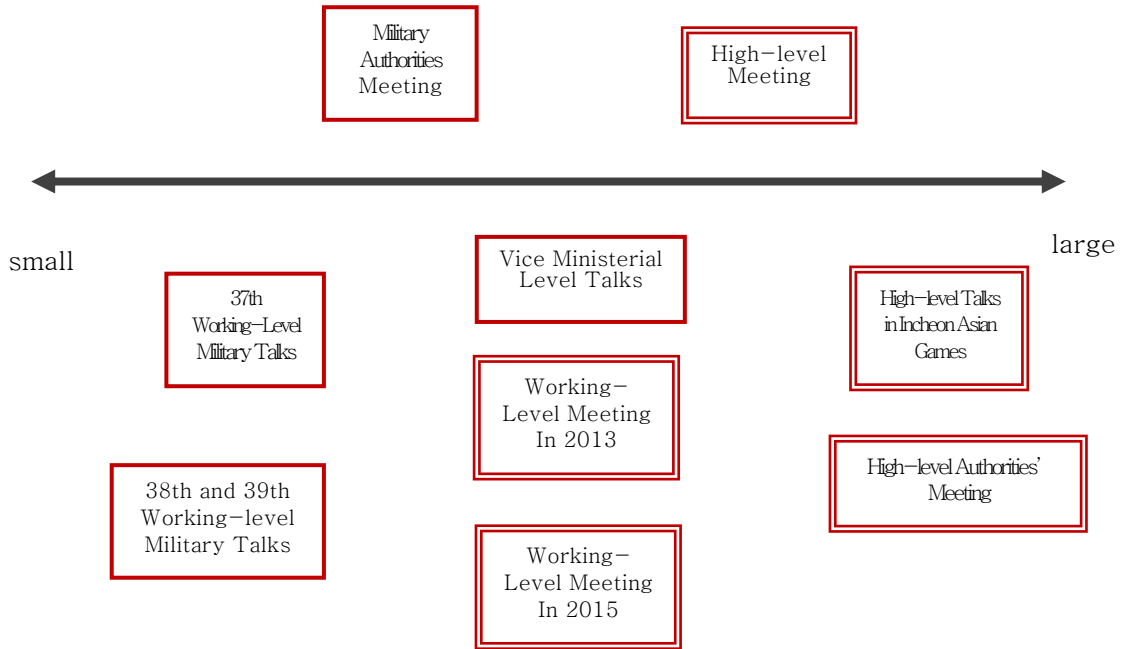 Military
Authorities
Meeting
High-level
Meeting
small
large
Vice Ministerial
Level Talks
37th
Working-Level
Military Talks
High-level Talks
in Incheon Asian
Games
Working-
Level Meeting
In 2013
High-level Authorities'
Meeting
38th and 39th
Working-level
Military Talks
Working-
Level Meeting
In 2015